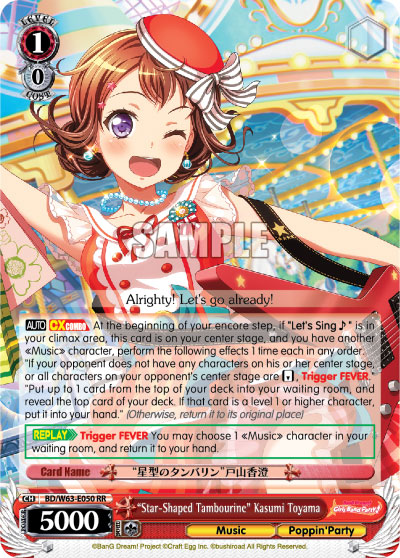 LEVEL
1
0
COST
SAMPLE
Alrighty! Let's go already!
AUTO CX COMBO At the beginning of your encore step, if "Let's Sing♪" is in
your climax area, this card is on your center stage, and you have another
«Music» character, perform the following effects 1 time each in any order.
"If your opponent does not have any characters on his or her center stage,
or all characters on your opponent's center stage are [REST], Trigger FEVER."
"Put up to 1 card from the top of your deck into your waiting room, and
reveal the top card of your deck. If that card is a level 1 or higher character,
put it into your hand." (Otherwise, return it to its original place)
REPLAY Trigger FEVER You may choose 1 «Music» character in your
waiting room, and return it to your hand.
Card Name
"星型のタンバリン"戸山香澄
CH BD/W63-E050 RR
"Star-Shaped Tambourine" Kasumi Toyama
Girls Band Party!
POWER
5000
Music
Poppin'Party
©BanG Dream! Project ©Craft Egg Inc. ©bushiroad All Rights Reserved.